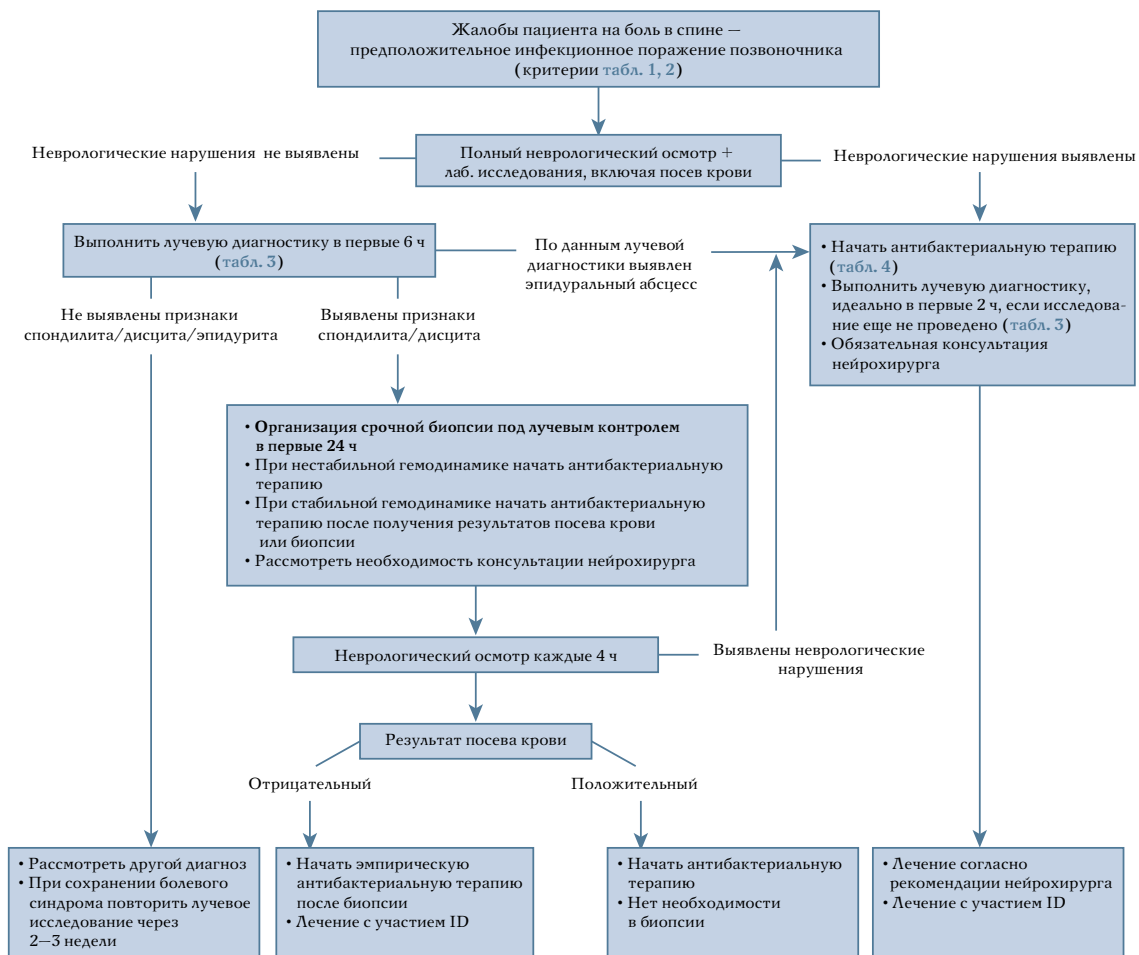 Жалобы пациента на боль в спине —
предположительное инфекционное поражение позвоночника
(критерии табл. 1, 2)
Неврологические нарушения не выявлены
Полный неврологический осмотр +
лаб. исследования, включая посев крови
Неврологические нарушения выявлены
Выполнить лучевую диагностику в первые 6 ч
(табл. 3)
По данным лучевой
диагностики выявлен
эпидуральный абсцесс
• Начать антибактериальную терапию
(табл. 4)
• Выполнить лучевую диагностику,
идеально в первые 2 ч, если исследова-
ние еще не проведено (табл. 3)
• Обязательная консультация
нейрохирурга
Не выявлены признаки
спондилита/дисцита/эпидурита
Выявлены признаки
спондилита/дисцита
• Организация срочной биопсии под лучевым контролем
в первые 24 ч
• При нестабильной гемодинамике начать антибактериальную
терапию
• При стабильной гемодинамике начать антибактериальную
терапию после получения результатов посева крови
или биопсии
• Рассмотреть необходимость консультации нейрохирурга
Неврологический осмотр каждые 4 ч
Выявлены неврологические
нарушения
Результат посева крови
Отрицательный
Положительный
• Рассмотреть другой диагноз
• При сохранении болевого
синдрома повторить лучевое
исследование через
2—3 недели
• Начать эмпирическую
антибактериальную терапию
после биопсии
• Лечение с участием ID
• Начать антибактериальную
терапию
• Нет необходимости
в биопсии
• Лечение согласно
рекомендации нейрохирурга
• Лечение с участием ID